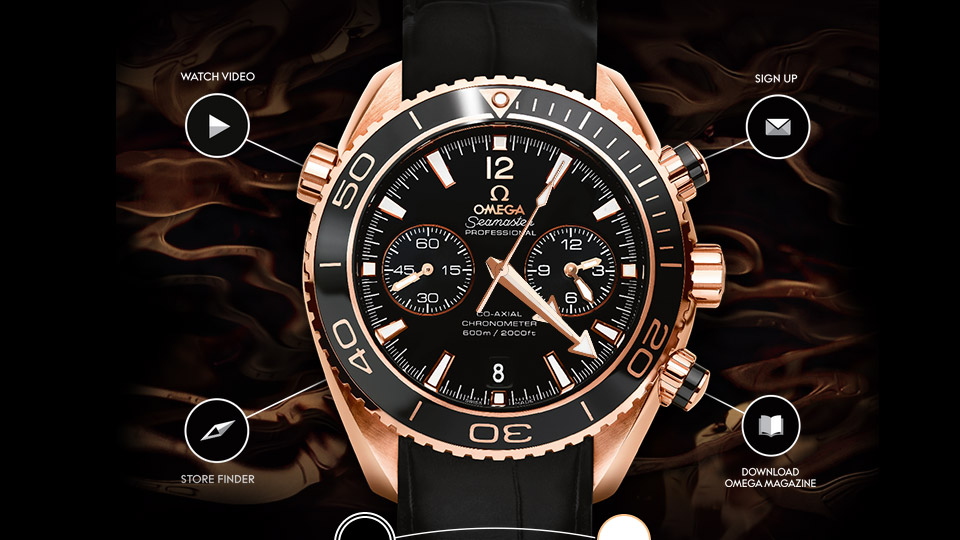 WATCH VIDEO
SIGN UP
12
OMEGA
Seamaster
PROFESSIONAL
50
60
45
15
30
12
9
3
6
CO-AXIAL
CHRONOMETER
600m / 2000ft
40
20
8
30
STORE FINDER
DOWNLOAD
OMEGA MAGAZINE